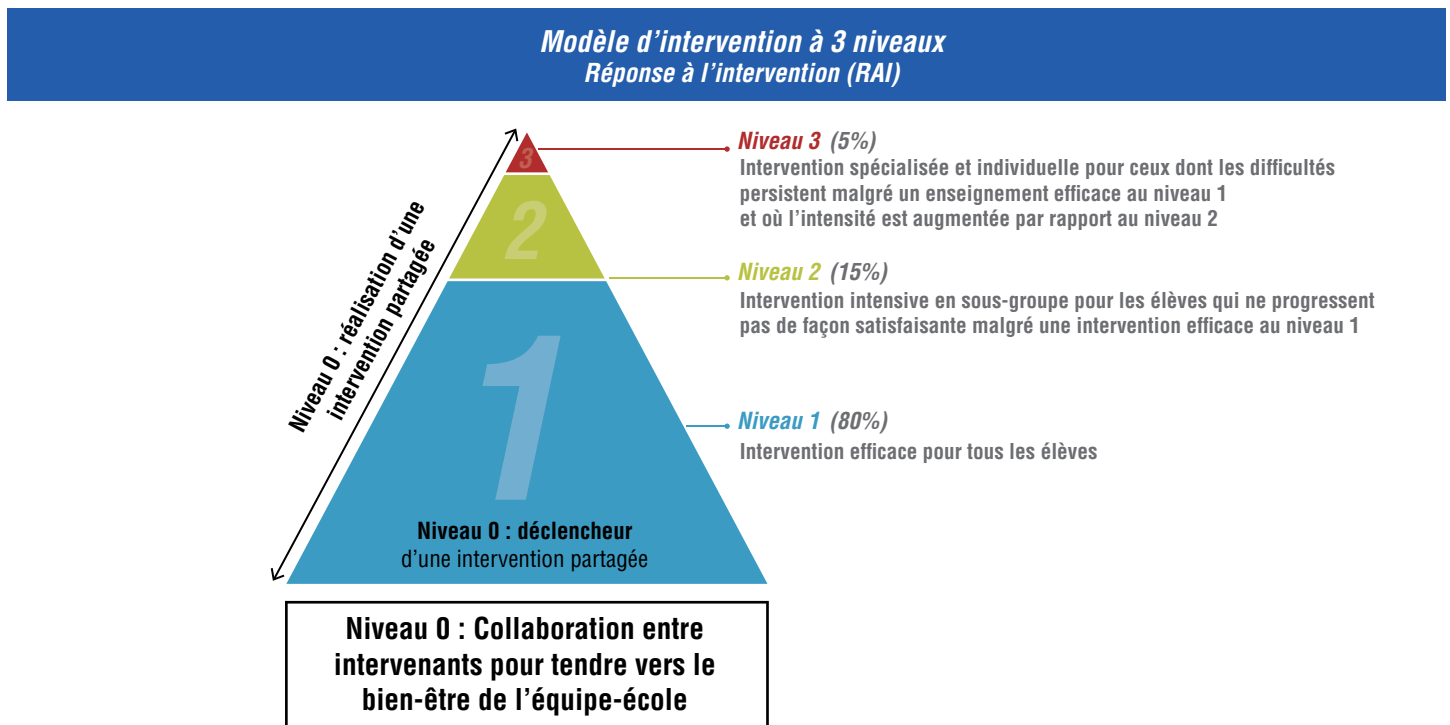 Modèle d’intervention à 3 niveaux
Réponse à l’intervention (RAI)
Niveau 0 : réalisation d’une
intervention partagée
3
2
1
Niveau 0 : déclencheur
d’une intervention partagée
Niveau 3 (5%)
Intervention spécialisée et individuelle pour ceux dont les difficultés
persistent malgré un enseignement efficace au niveau 1
et où l’intensité est augmentée par rapport au niveau 2
Niveau 2 (15%)
Intervention intensive en sous-groupe pour les élèves qui ne progressent
pas de façon satisfaisante malgré une intervention efficace au niveau 1
Niveau 1 (80%)
Intervention efficace pour tous les élèves
Niveau 0 : Collaboration entre
intervenants pour tendre vers le
bien-être de l’équipe-école